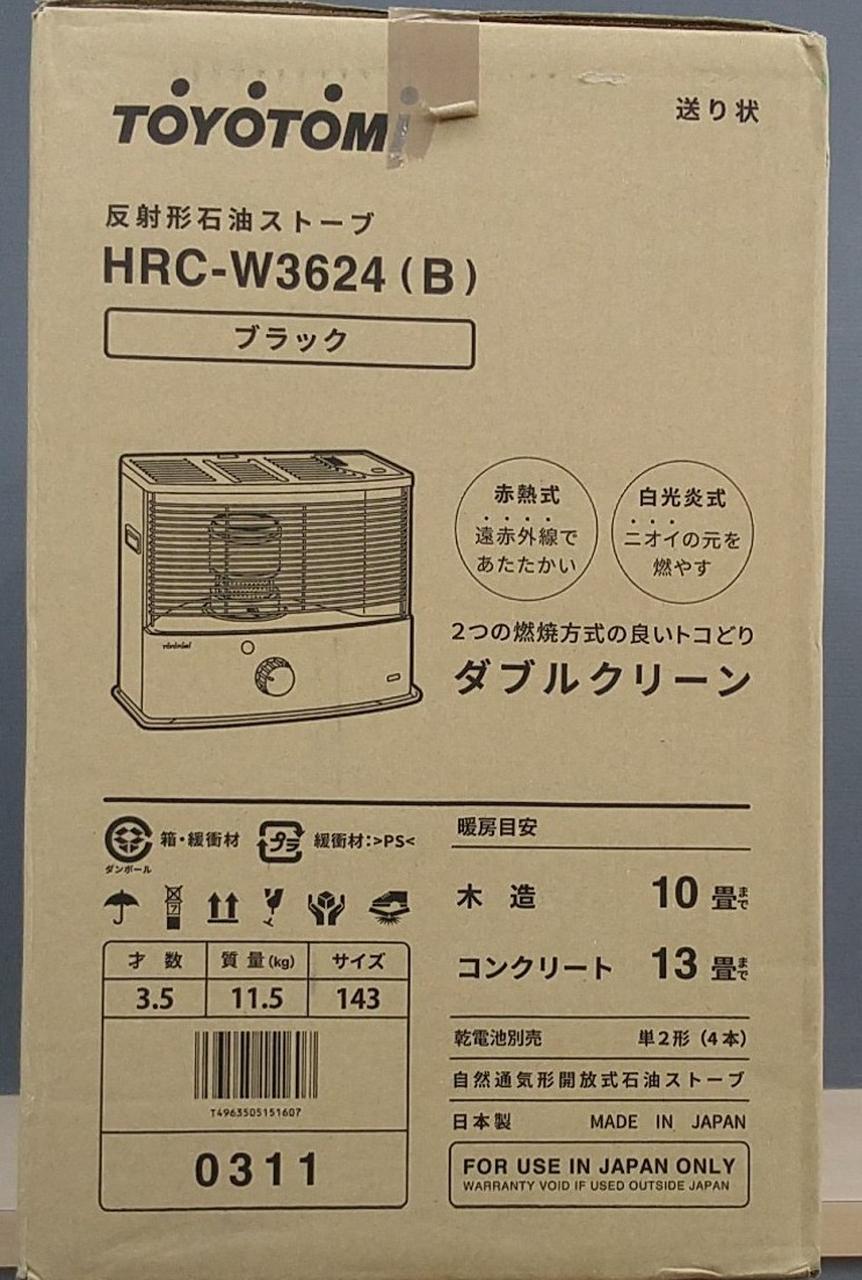 TOYOTOMi
送り状
反射形石油ストーブ
HRC-W3624(B)
ブラック
赤熱式
遠赤外線で
あたたかい
白光炎式
ニオイの元を
燃やす
2つの燃焼方式の良いトコどり
ダブルクリーン
TOYOTOMI
ダンボール
箱・緩衝材
プラ
緩衝材:>PS<
7
才数 質量(kg) サイズ
3.5 11.5 143
T4963505151607
0311
暖房目安
木造 10畳まで
コンクリート 13畳まで
乾電池別売 単2形(4本)
自然通気形開放式石油ストーブ
日本製 MADE IN JAPAN
FOR USE IN JAPAN ONLY
WARRANTY VOID IF USED OUTSIDE JAPAN